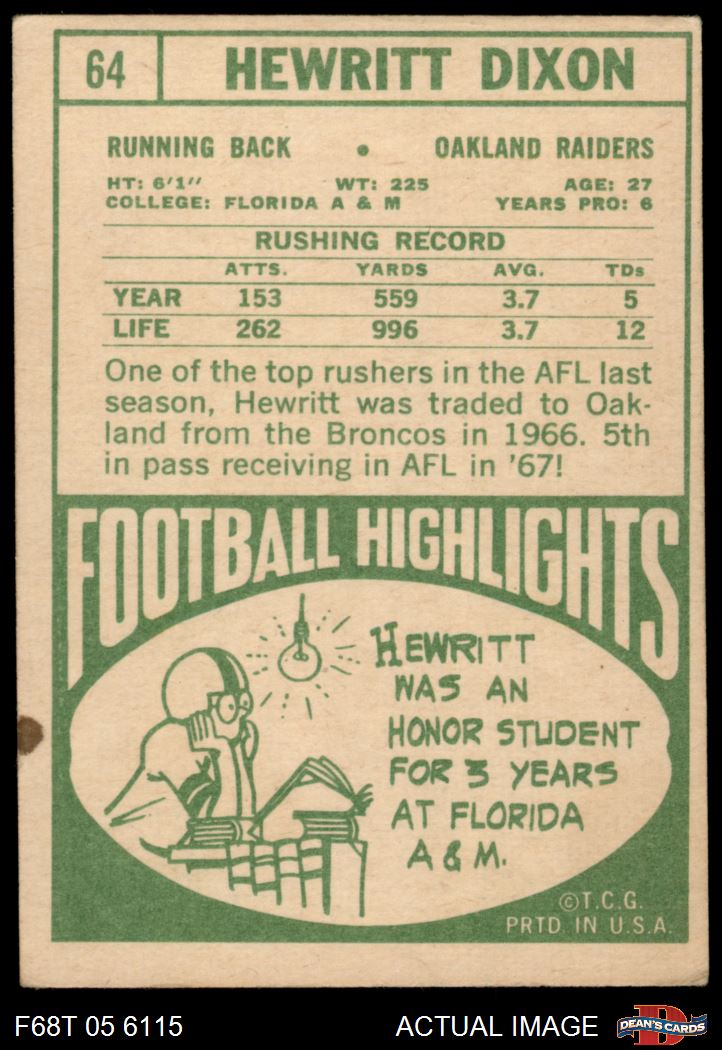 64 HEWRITT DIXON
RUNNING BACK • OAKLAND RAIDERS
HT: 6'1" WT: 225 AGE: 27
COLLEGE: FLORIDA A & M YEARS PRO: 6
RUSHING RECORD
ATTS. YARDS AVG. TDs
YEAR 153 559 3.7 5
LIFE 262 996 3.7 12
One of the top rushers in the AFL last
season, Hewritt was traded to Oak-
land from the Broncos in 1966. 5th
in pass receiving in AFL in '67!
FOOTBALL HIGHLIGHTS
HEWRITT
WAS AN
HONOR STUDENT
FOR 3 YEARS
AT FLORIDA
A & M.
©T.C.G.
PRTD. IN U.S.A.
F68T 05 6115 ACTUAL IMAGE
D
DEAN'S CARDS